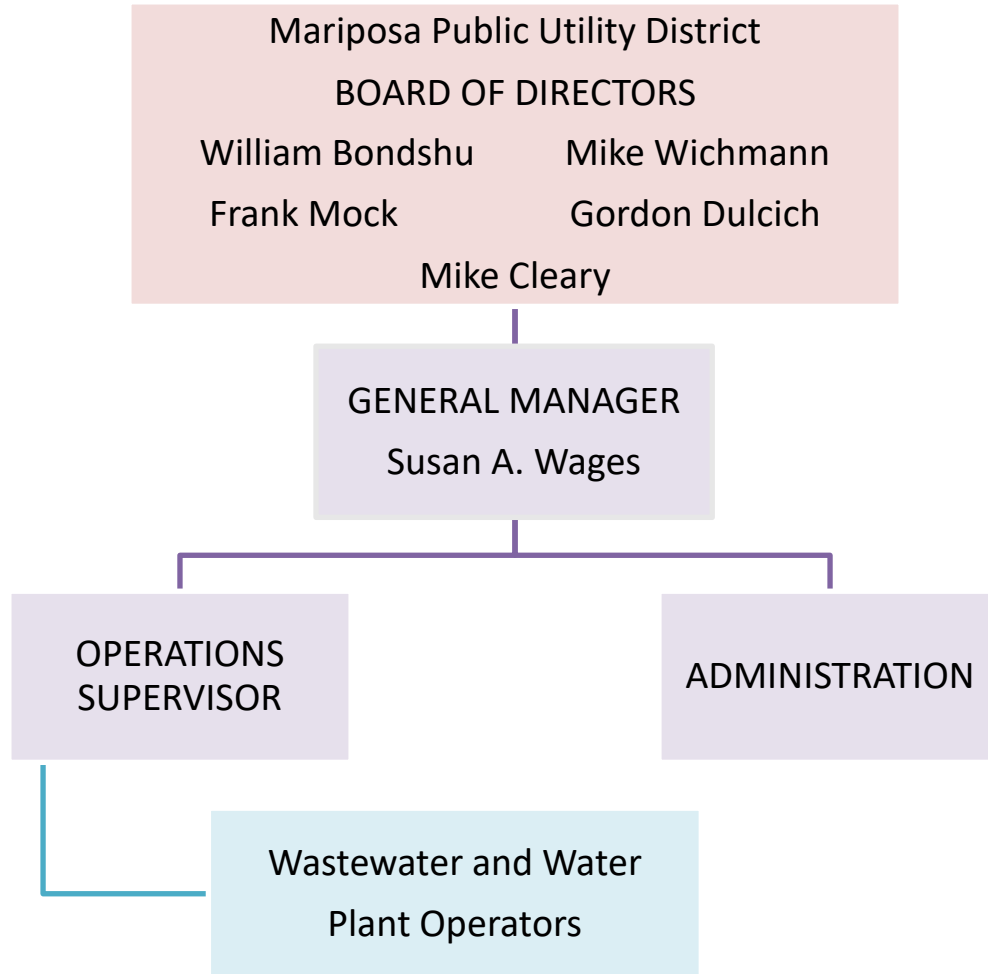 Mariposa Public Utility District
BOARD OF DIRECTORS
William Bondshu Mike Wichmann
Frank Mock Gordon Dulcich
Mike Cleary
GENERAL MANAGER
Susan A. Wages
OPERATIONS
SUPERVISOR
ADMINISTRATION
Wastewater and Water
Plant Operators